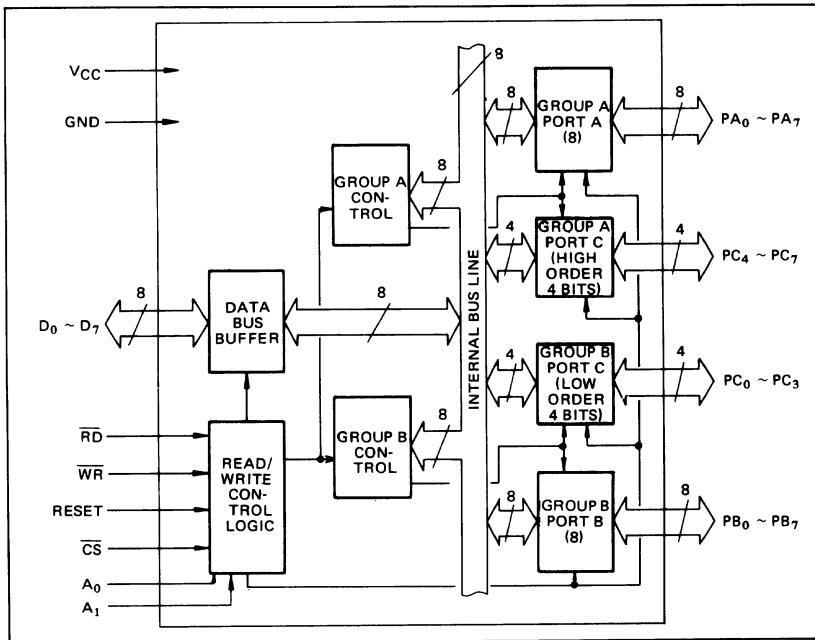 8
VCC
GND
8
GROUP A
PORT A
(8)
8
PA0 ~ PA7
GROUP A
CON-
TROL
8
4
GROUP A
PORT C
(HIGH
ORDER
4 BITS)
4
PC4 ~ PC7
D0 ~ D7
8
DATA
BUS
BUFFER
8
INTERNAL BUS LINE
4
GROUP B
PORT C
(LOW
ORDER
4 BITS)
4
PC0 ~ PC3
RD
WR
RESET
CS
A0
A1
READ/
WRITE
CON-
TROL
LOGIC
GROUP B
CON-
TROL
8
8
GROUP B
PORT B
(8)
8
PB0 ~ PB7